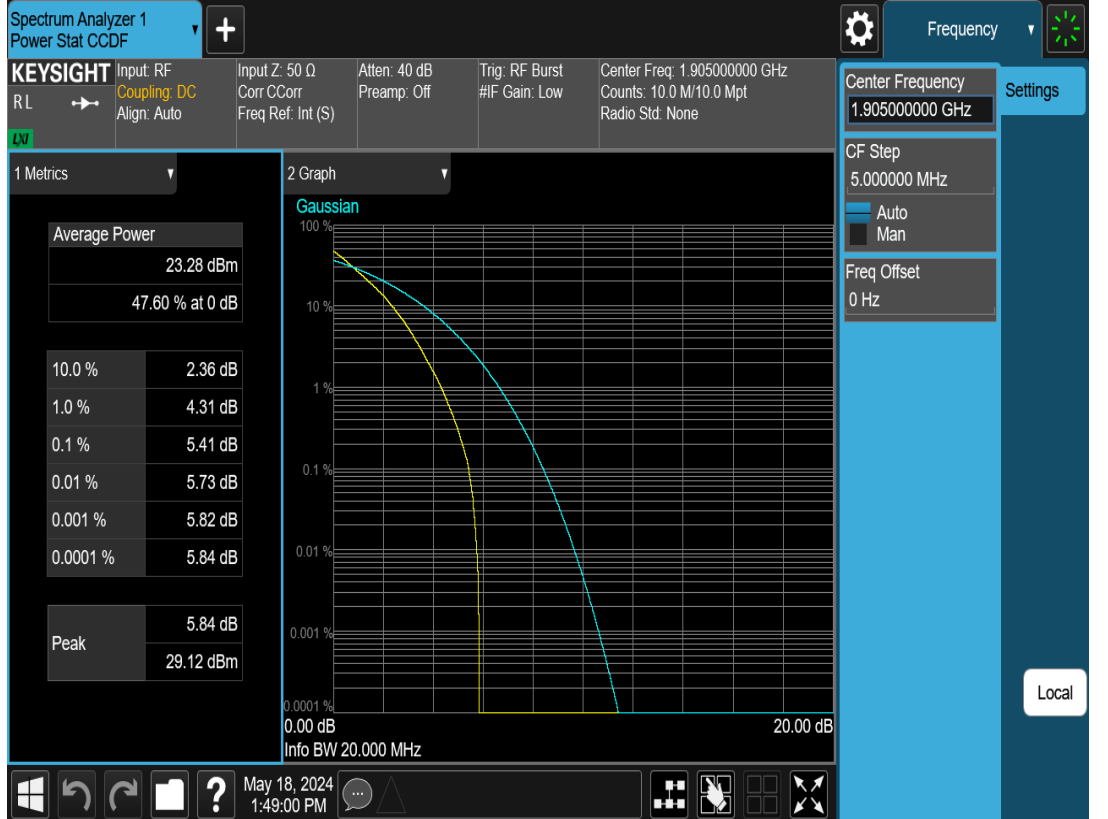 Spectrum Analyzer 1
Power Stat CCDF
+
Frequency
KEYSIGHT
RL
LXI
Input: RF
Coupling: DC
Align: Auto
Input Z: 50 Ω
Corr CCorr
Freq Ref: Int (S)
Atten: 40 dB
Preamp: Off
Trig: RF Burst
#IF Gain: Low
Center Freq: 1.905000000 GHz
Counts: 10.0 M/10.0 Mpt
Radio Std: None
Center Frequency
1.905000000 GHz
Settings
CF Step
5.000000 MHz
Auto
Man
Freq Offset
0 Hz
Local
1 Metrics
Average Power
23.28 dBm
47.60 % at 0 dB
10.0 % 2.36 dB
1.0 % 4.31 dB
0.1 % 5.41 dB
0.01 % 5.73 dB
0.001 % 5.82 dB
0.0001 % 5.84 dB
Peak
5.84 dB
29.12 dBm
2 Graph
Gaussian
100 %
10 %
1 %
0.1 %
0.01 %
0.001 %
0.0001 %
0.00 dB 20.00 dB
Info BW 20.000 MHz
?
May 18, 2024
1:49:00 PM